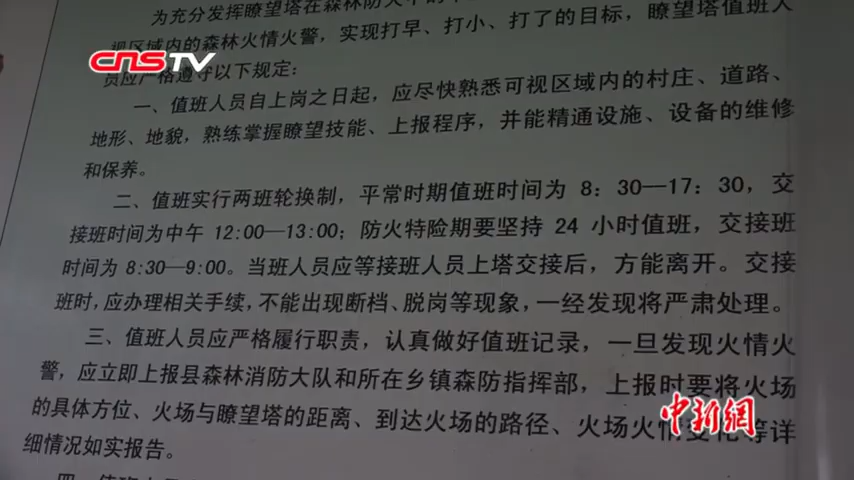 为充分发挥瞭望塔在森林防火中的
视区域内的森林火情火警，实现打早、打小、打了的目标，瞭望塔值班人
CNSTV
员应严格遵守以下规定：
一、值班人员自上岗之日起，应尽快熟悉可视区域内的村庄、道路、
地形、地貌，熟练掌握瞭望技能、上报程序，并能精通设施、设备的维修
和保养。
二、值班实行两班轮换制，平常时期值班时间为 8：30—17：30，交
接班时间为中午 12:00—13:00；防火特险期要坚持 24 小时值班，交接班
时间为 8:30—9:00。当班人员应等接班人员上塔交接后，方能离开。交接
班时，应办理相关手续，不能出现断档、脱岗等现象，一经发现将严肃处理。
三、值班人员应严格履行职责，认真做好值班记录，一旦发现火情火
警，应立即上报县森林消防大队和所在乡镇森防指挥部，上报时要将火场
的具体方位、火场与瞭望塔的距离、到达火场的路径、火场火情变化等详
中新網
细情况如实报告。
四、值班人员